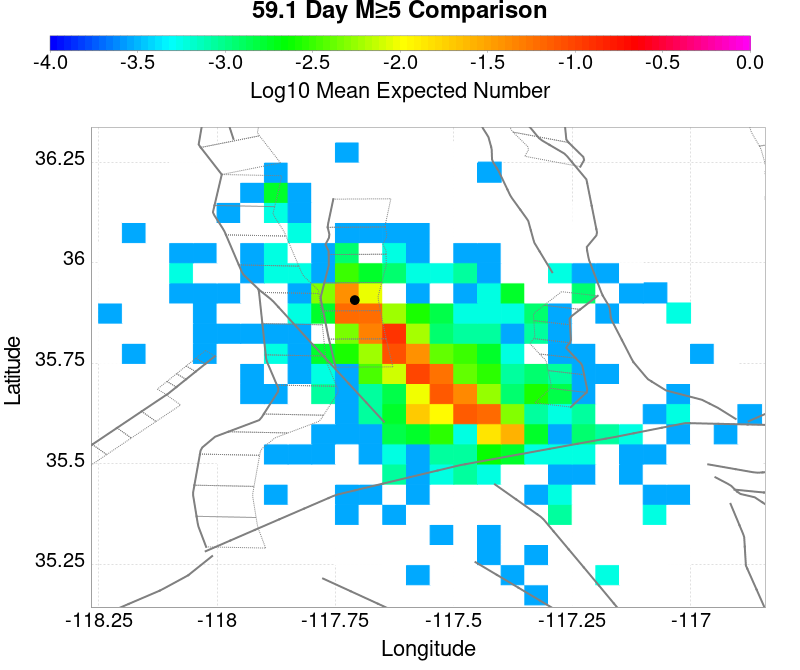 59.1 Day M≥5 Comparison
-4.0 -3.5 -3.0 -2.5 -2.0 -1.5 -1.0 -0.5 0.0
Log10 Mean Expected Number
36.25
36
35.75
35.5
35.25
Latitude
-118.25 -118 -117.75 -117.5 -117.25 -117
Longitude